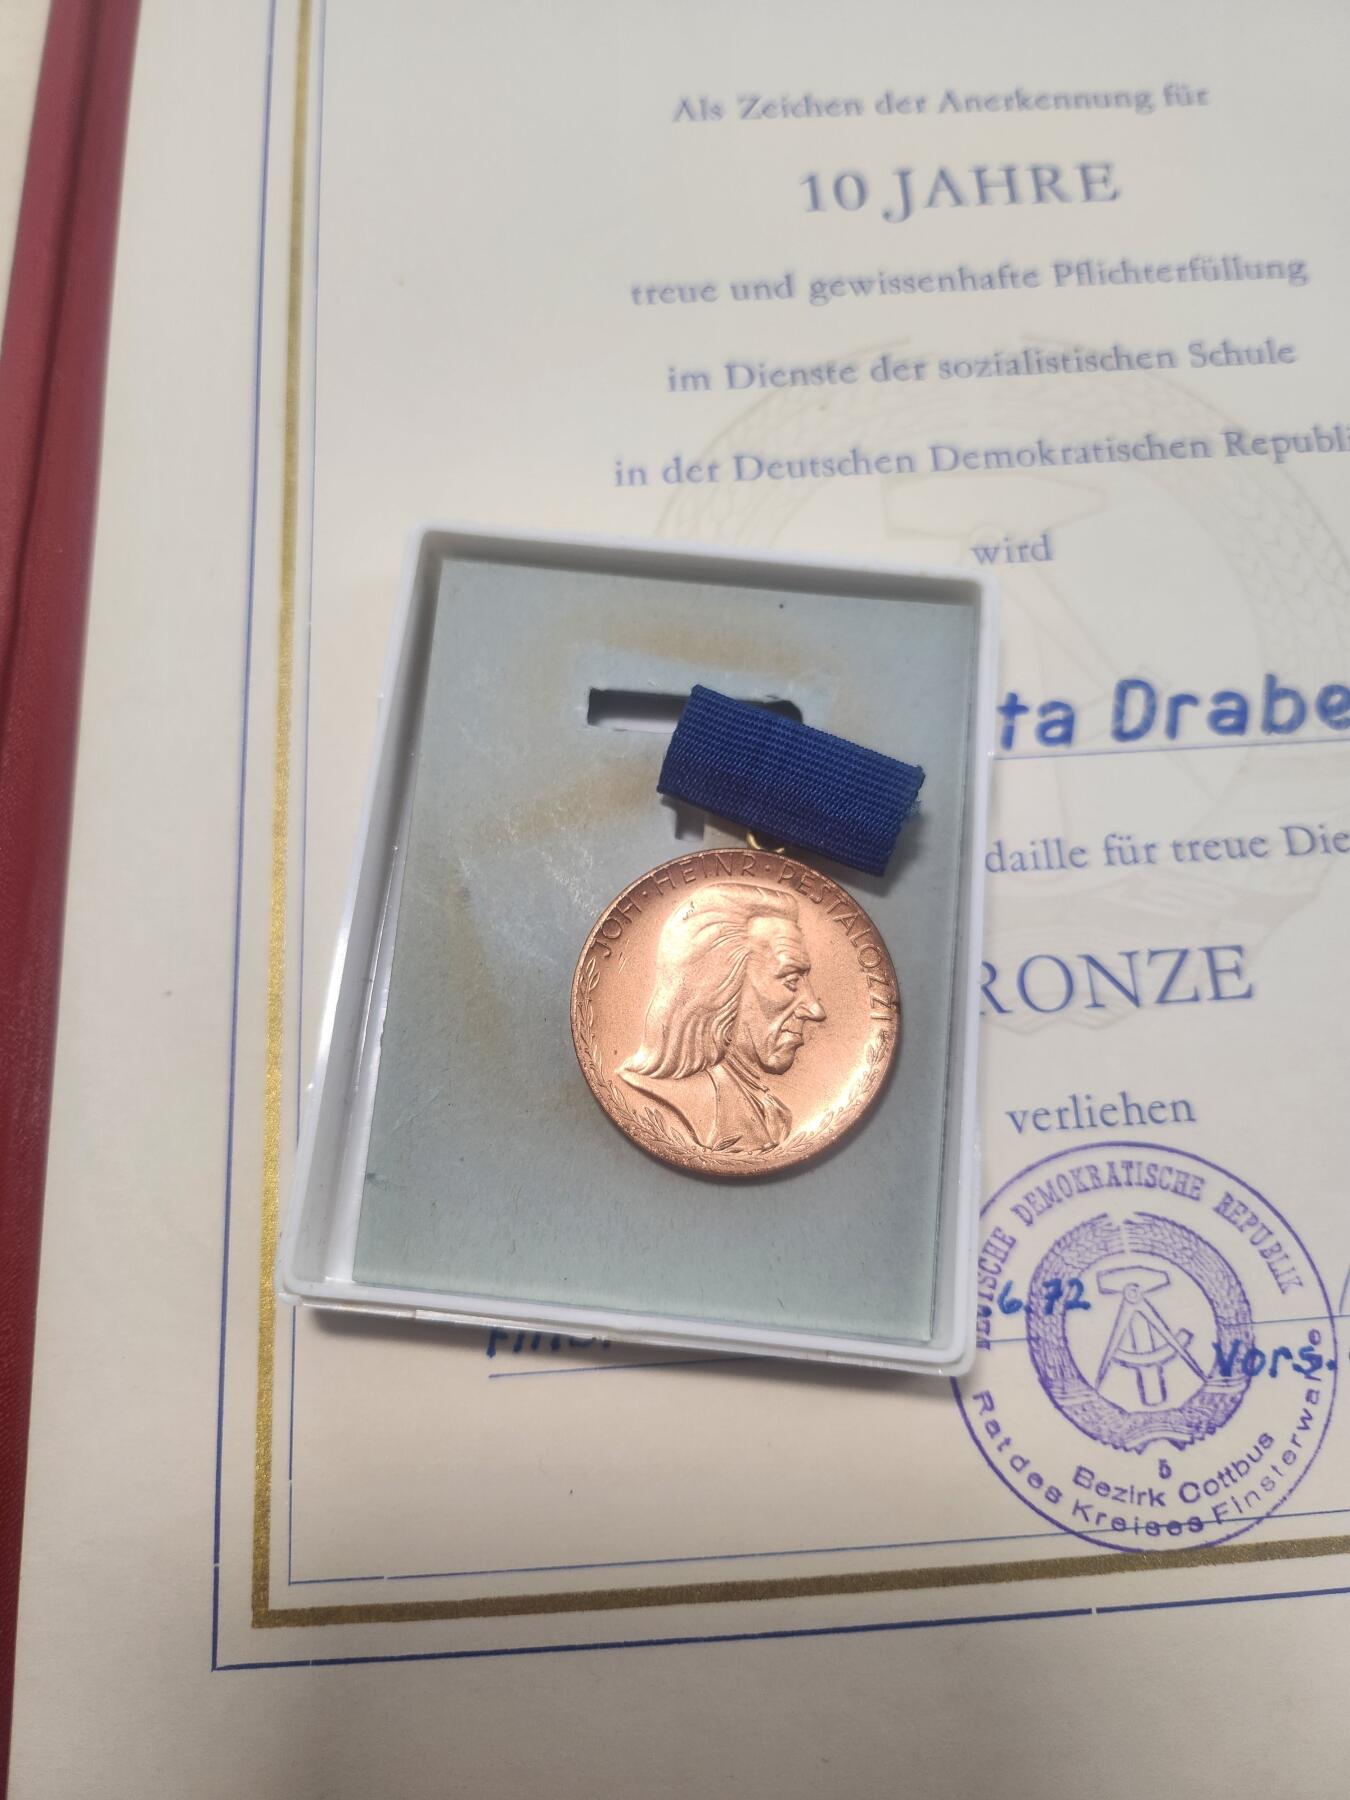 Als Zeichen der Anerkennung für
10 JAHRE
treue und gewissenhafte Pflichterfüllung
im Dienste der sozialistischen Schule
in der Deutschen Demokratischen Republi
wird
ta Drabe
daille für treue Die
RONZE
verliehen
JOH · HEINR · PESTALOZZI
DEUTSCHE DEMOKRATISCHE REPUBLIK
6.72
Vors.
5
Bezirk Cottbus
Rat des Kreises Finsterwalde